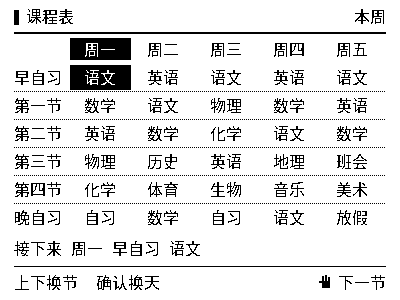 课程表 本周
周一 周二 周三 周四 周五
早自习 语文 英语 语文 英语 语文
第一节 数学 语文 物理 数学 英语
第二节 英语 数学 化学 语文 数学
第三节 物理 历史 英语 地理 班会
第四节 化学 体育 生物 音乐 美术
晚自习 自习 数学 自习 语文 放假
接下来 周一 早自习 语文
上下换节 确认换天 下一节